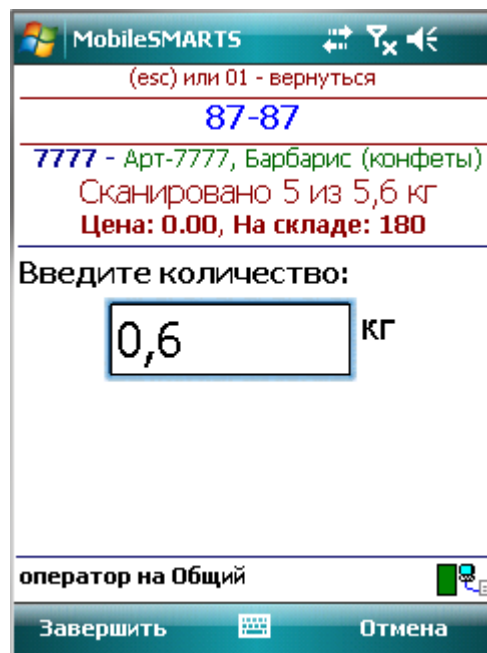 MobileSMARTS
(esc) или 01 - вернуться
87-87
7777 - Арт-7777, Барбарис (конфеты)
Сканировано 5 из 5,6 кг
Цена: 0.00, На складе: 180
Введите количество:
0,6 кг
оператор на Общий
Завершить Отмена